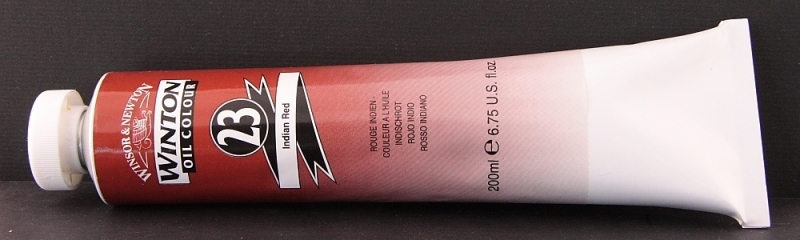 WINSOR & NEWTON
WINTON
OIL COLOUR
23
Indian Red
ROUGE INDIEN -
COULEUR A L'HUILE
INDISCHROT
ROJO INDIO
ROSSO INDIANO
200ml e 6.75 U.S. fl.oz